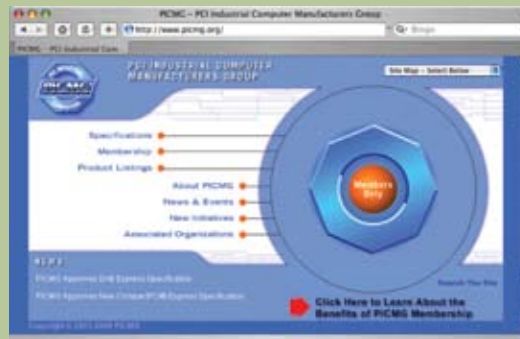 PICMG – PCI Industrial Computer Manufacturers Group
http://www.picmg.org/
PICMG – PCI Industrial Com
PICMG
PCI INDUSTRIAL COMPUTER
MANUFACTURERS GROUP
Site Map – Select Below
Specifications
Membership
Product Listings
About PICMG
News & Events
New Initiatives
Associated Organizations
Members
Only
NEWS
PICMG Approves
Express Specification
PICMG Approves New
Express Specification
Search This Site
Click Here to Learn About the
Benefits of PICMG Membership
Copyright
PICMG